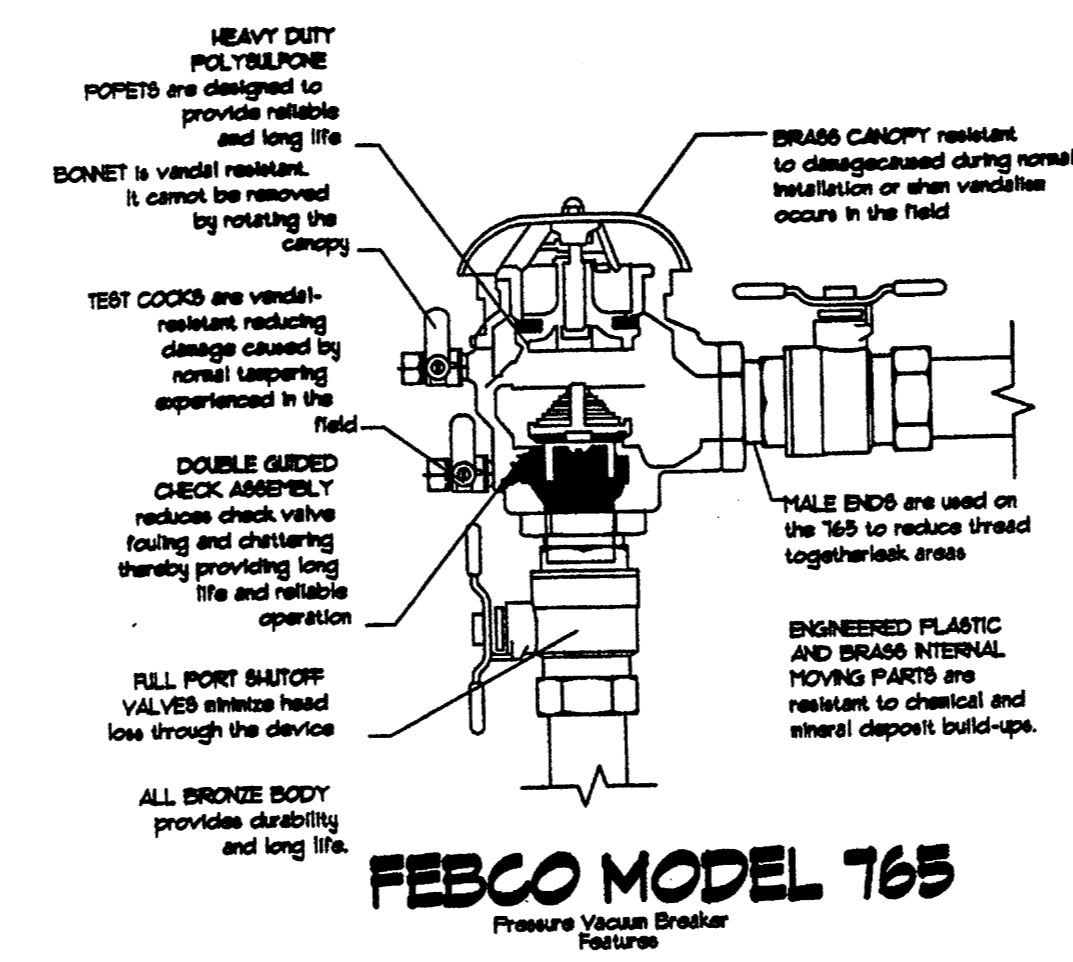 HEAVY DUTY
POLYSULFONE
POPETS are designed to
provide reliable
and long life
BONNET is vandal resistant.
It cannot be removed
by rotating the
canopy
TEST COCKS are vandal-
resistant reducing
damage caused by
normal tampering
experienced in the
field
DOUBLE GUIDED
CHECK ASSEMBLY
reduces check valve
fouling and chattering
thereby providing long
life and reliable
operation
FULL PORT SHUTOFF
VALVES minimize head
loss through the device
ALL BRONZE BODY
provides durability
and long life.
BRASS CANOPY resistant
to damagecaused during normal
installation or when vandalism
occurs in the field
MALE ENDS are used on
the 765 to reduce thread
togetherleak areas
ENGINEERED PLASTIC
AND BRASS INTERNAL
MOVING PARTS are
resistant to chemical and
mineral deposit build-ups.
FEBCO MODEL 765
Pressure Vacuum Breaker
Features